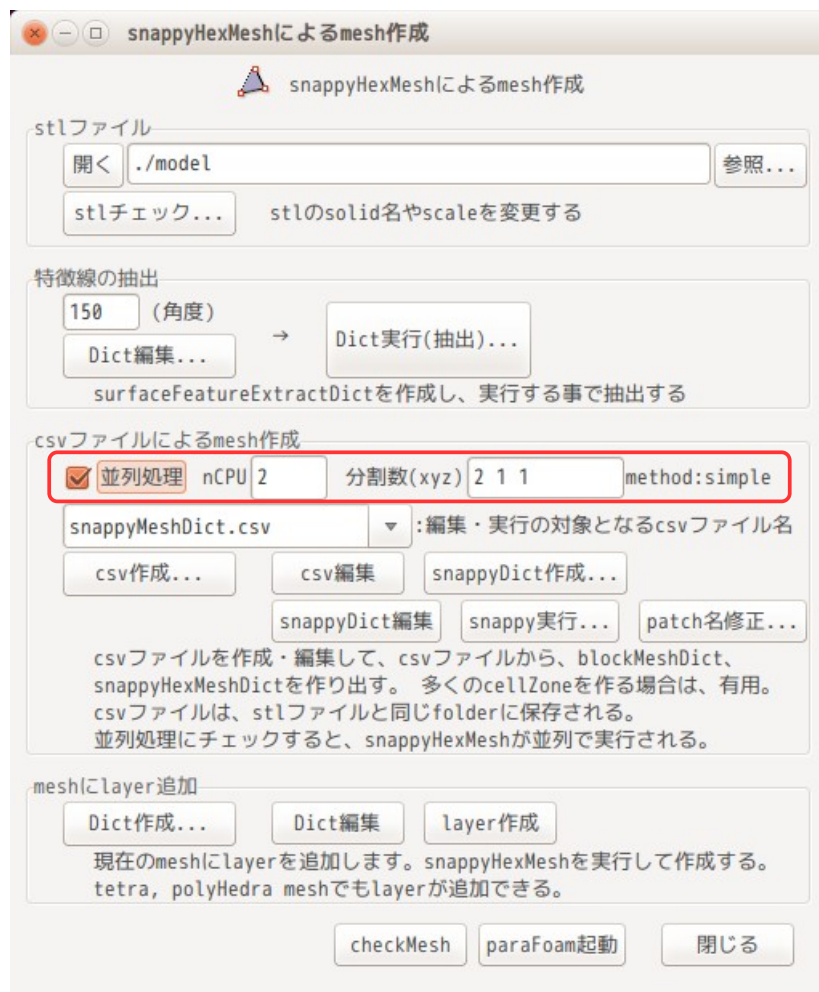 snappyHexMeshによるmesh作成
snappyHexMeshによるmesh作成
stlファイル
開く ./model 参照...
stlチェック... stlのsolid名やscaleを変更する
特徴線の抽出
150 (角度)
→ Dict実行(抽出)...
Dict編集...
surfaceFeatureExtractDictを作成し、実行する事で抽出する
csvファイルによるmesh作成
並列処理 nCPU 2 分割数(xyz) 2 1 1 method:simple
snappyMeshDict.csv :編集・実行の対象となるcsvファイル名
csv作成... csv編集 snappyDict作成...
snappyDict編集 snappy実行... patch名修正...
csvファイルを作成・編集して、csvファイルから、blockMeshDict、
snappyHexMeshDictを作り出す。 多くのcellZoneを作る場合は、有用。
csvファイルは、stlファイルと同じfolderに保存される。
並列処理にチェックすると、snappyHexMeshが並列で実行される。
meshにlayer追加
Dict作成... Dict編集 layer作成
現在のmeshにlayerを追加します。snappyHexMeshを実行して作成する。
tetra, polyHedra meshでもlayerが追加できる。
checkMesh paraFoam起動 閉じる